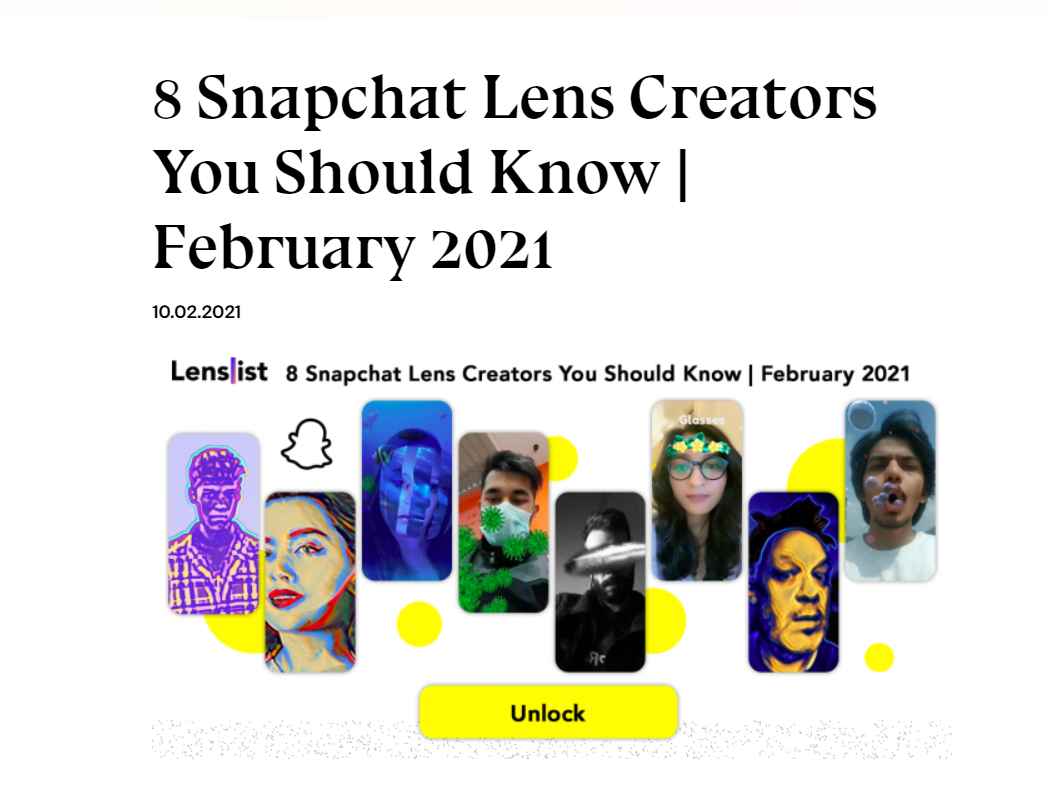 8 Snapchat Lens Creators
You Should Know |
February 2021
10.02.2021
Lenslist 8 Snapchat Lens Creators You Should Know | February 2021
Glasses
Unlock